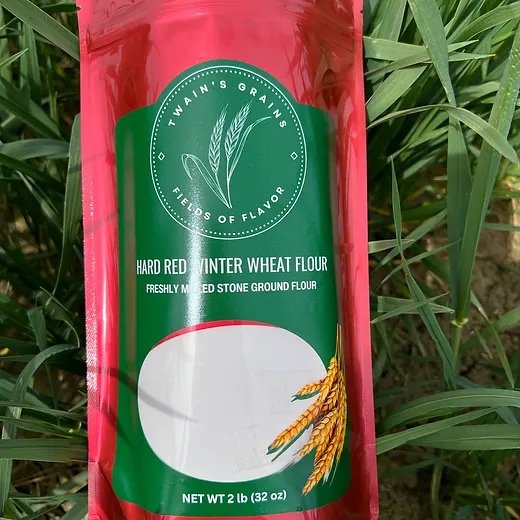 TWAIN'S GRAINS
FIELDS OF FLAVOR
HARD RED WINTER WHEAT FLOUR
FRESHLY MILLED STONE GROUND FLOUR
NET WT 2 lb (32 oz)